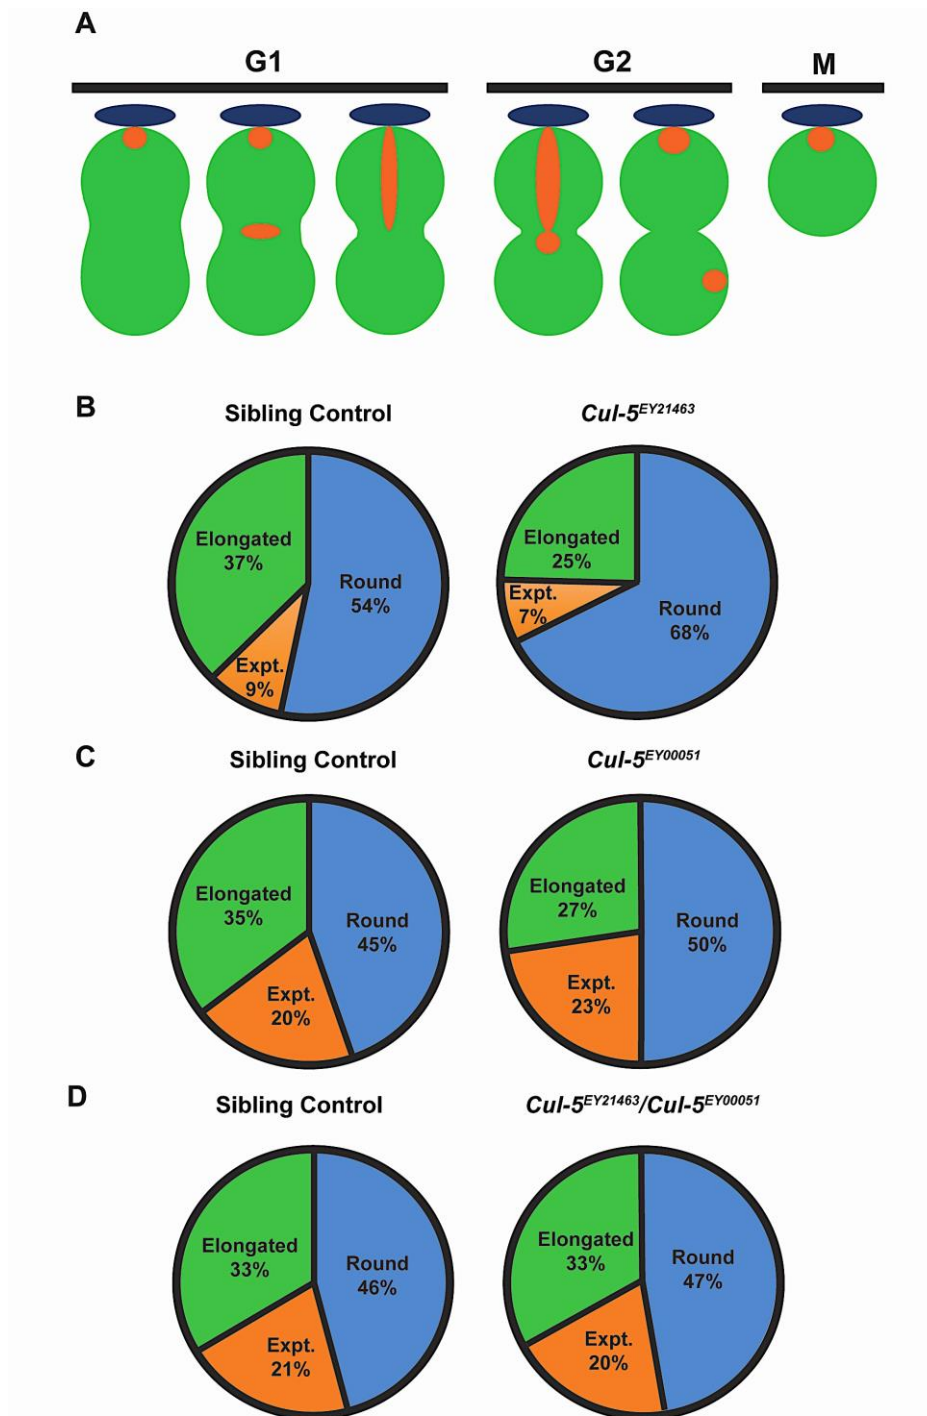 A
G1 G2 M
B
Sibling Control Cul-5EY21463
Elongated
37%
Round
54%
Expt.
9%
Elongated
25%
Expt.
7%
Round
68%
C
Sibling Control Cul-5EY00051
Elongated
35%
Round
45%
Expt.
20%
Elongated
27%
Round
50%
Expt.
23%
D
Sibling Control Cul-5EY21463/Cul-5EY00051
Elongated
33%
Round
46%
Expt.
21%
Elongated
33%
Round
47%
Expt.
20%